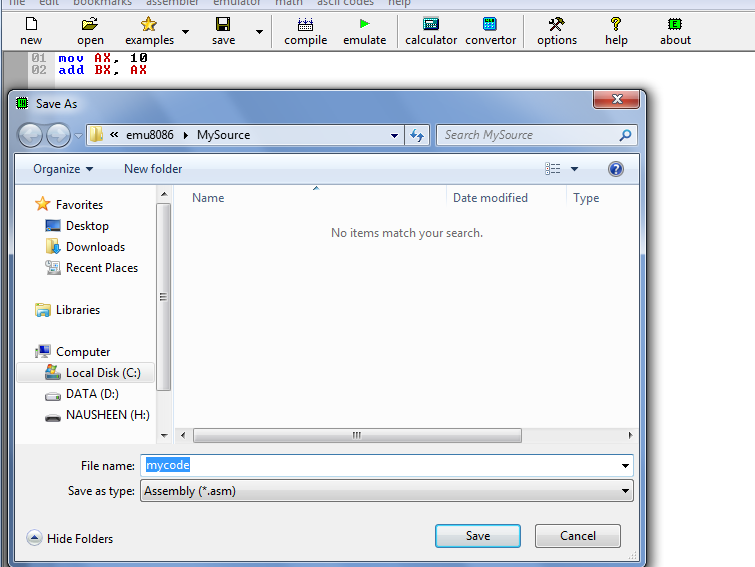 file edit bookmarks assembler emulator math ascii codes help
new open examples save compile emulate calculator convertor options help about
01 mov AX, 10
02 add BX, AX
Save As
« emu8086 MySource
Search MySource
Organize New folder
Name Date modified Type
No items match your search.
Favorites
Desktop
Downloads
Recent Places
Libraries
Computer
Local Disk (C:)
DATA (D:)
NAUSHEEN (H:)
File name: mycode
Save as type: Assembly (*.asm)
Hide Folders
Save Cancel